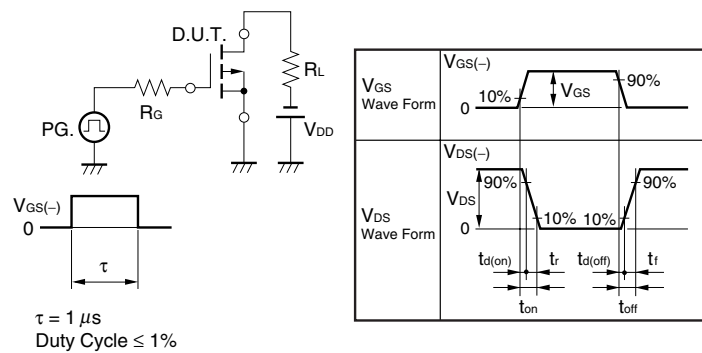 D.U.T.
RL
RG
PG.
VDD
VGS(−)
0
τ
τ = 1 μs
Duty Cycle ≤ 1%
VGS
Wave Form
VGS(−)
10%
VGS
90%
0
VDS
Wave Form
VDS(−)
90%
VDS
10%
10%
90%
0
td(on)
tr
td(off)
tf
ton
toff